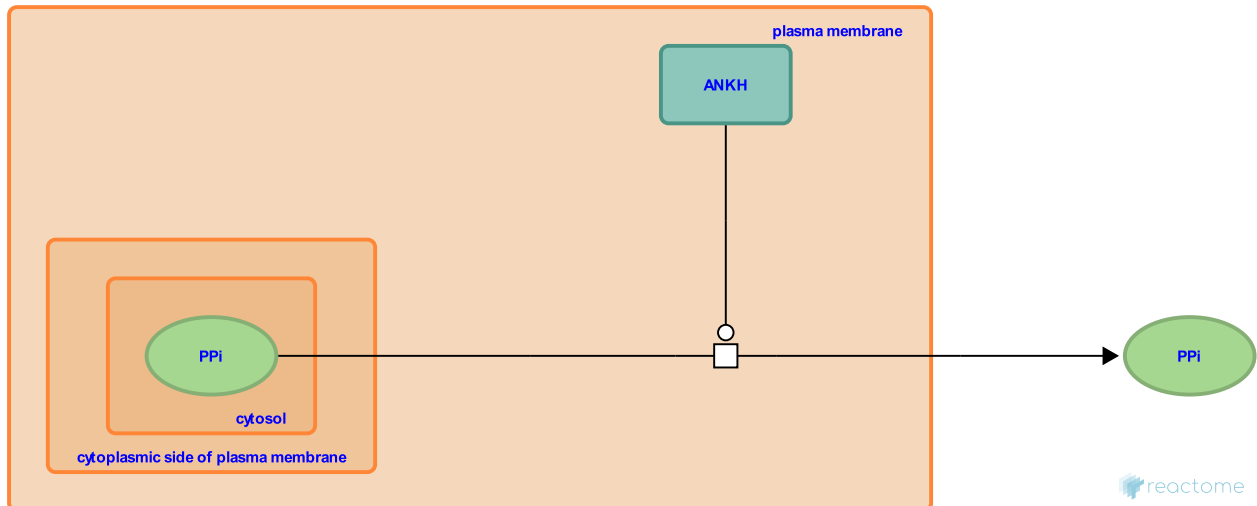 plasma membrane
ANKH
PPi
PPi
cytosol
cytoplasmic side of plasma membrane
reactome